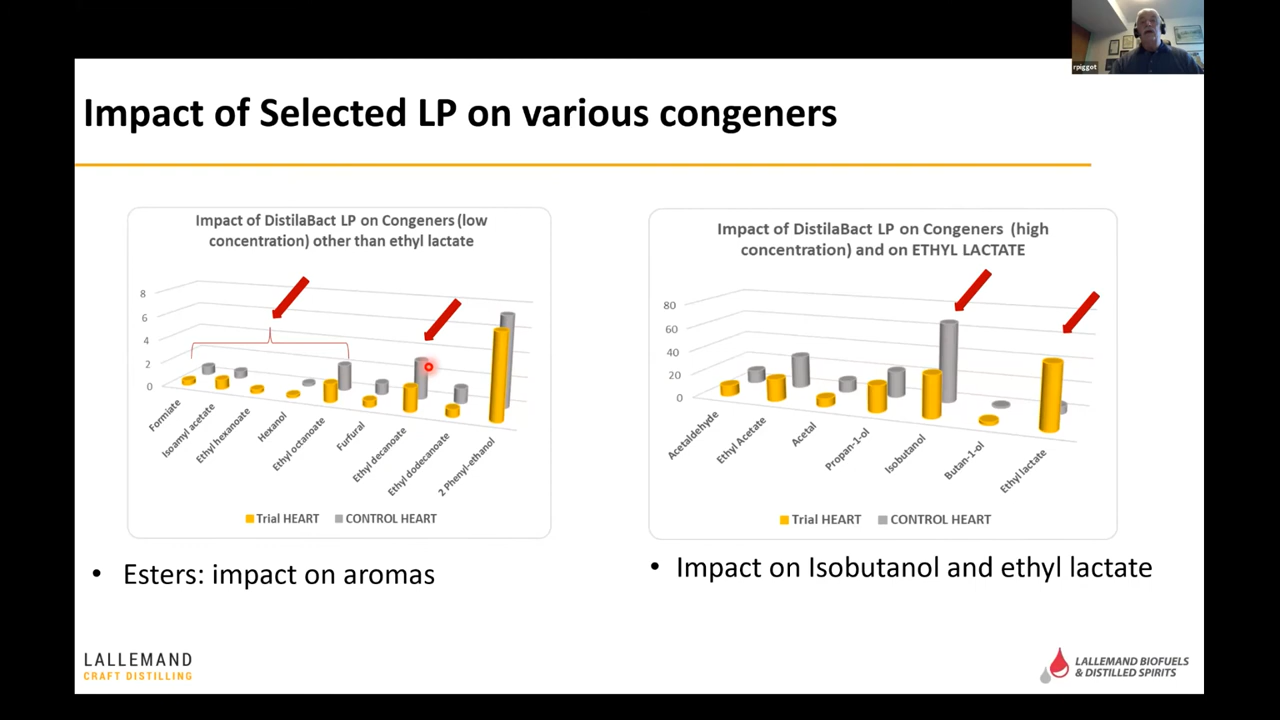 rpiggot
Impact of Selected LP on various congeners
Impact of DistilaBact LP on Congeners (low
concentration) other than ethyl lactate
8
6
4
2
0
Formiate
Isoamyl acetate
Ethyl hexanoate
Hexanol
Ethyl octanoate
Furfural
Ethyl decanoate
Ethyl dodecanoate
2 Phenyl-ethanol
Trial HEART CONTROL HEART
Impact of DistilaBact LP on Congeners (high
concentration) and on ETHYL LACTATE
80
60
40
20
0
Acetaldehyde
Ethyl Acetate
Acetal
Propan-1-ol
Isobutanol
Butan-1-ol
Ethyl lactate
Trial HEART CONTROL HEART
• Esters: impact on aromas
• Impact on Isobutanol and ethyl lactate
LALLEMAND
CRAFT DISTILLING
LALLEMAND BIOFUELS
& DISTILLED SPIRITS